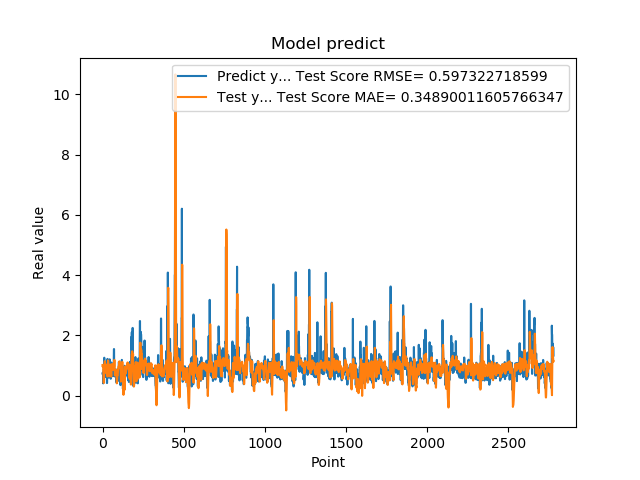 Model predict
Predict y... Test Score RMSE= 0.597322718599
Test y... Test Score MAE= 0.34890011605766347
10
8
6
4
2
0
Real value
0 500 1000 1500 2000 2500
Point